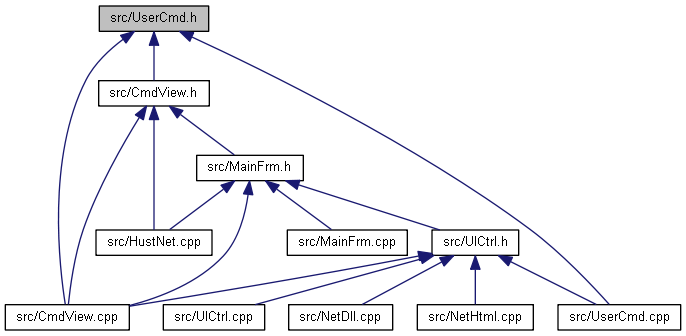 src/UserCmd.h
src/CmdView.h
src/MainFrm.h
src/HustNet.cpp
src/MainFrm.cpp
src/UICtrl.h
src/CmdView.cpp
src/UICtrl.cpp
src/NetDll.cpp
src/NetHtml.cpp
src/UserCmd.cpp